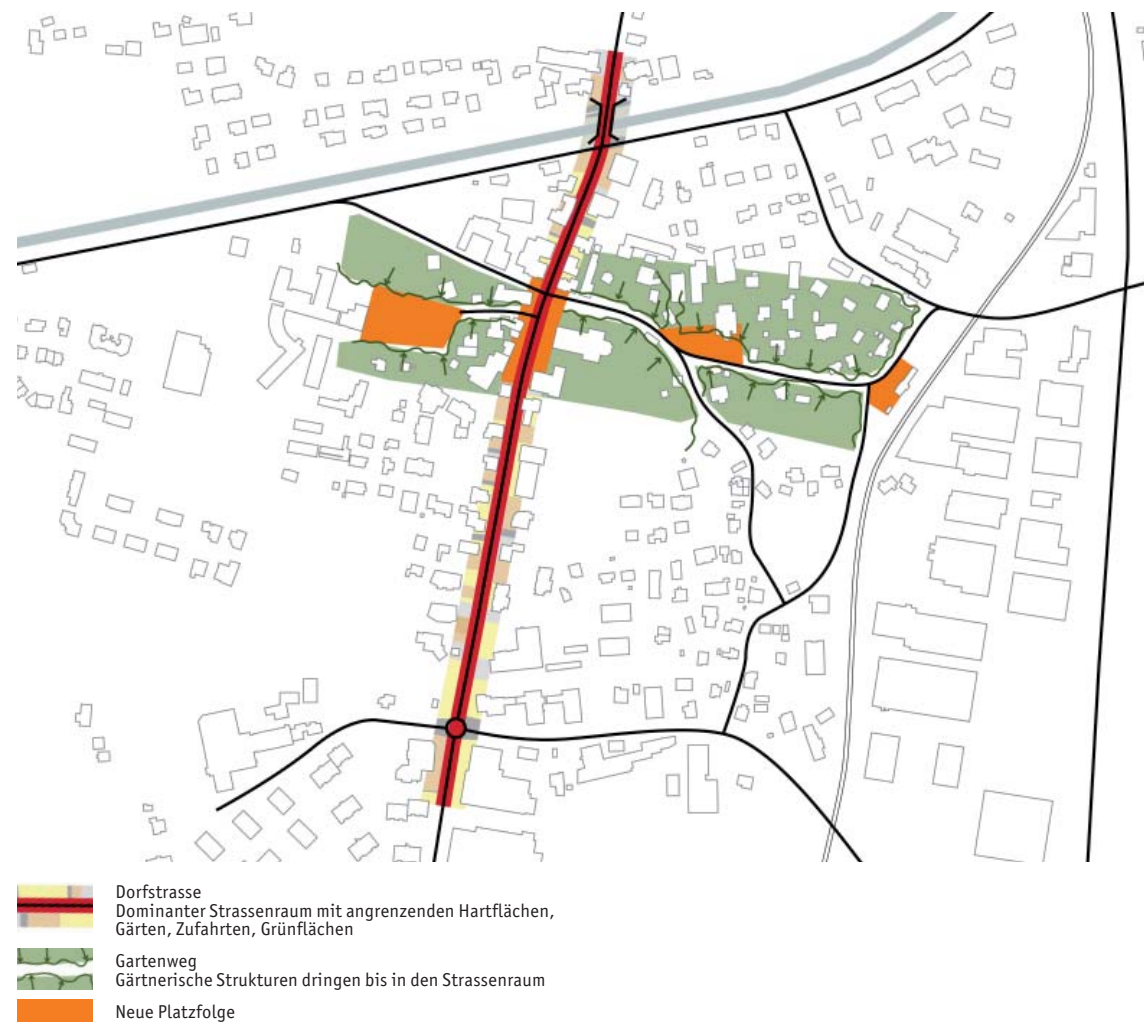 Dorfstrasse
Dominanter Strassenraum mit angrenzenden Hartflächen,
Gärten, Zufahrten, Grünflächen
Gartenweg
Gärtnerische Strukturen dringen bis in den Strassenraum
Neue Platzfolge